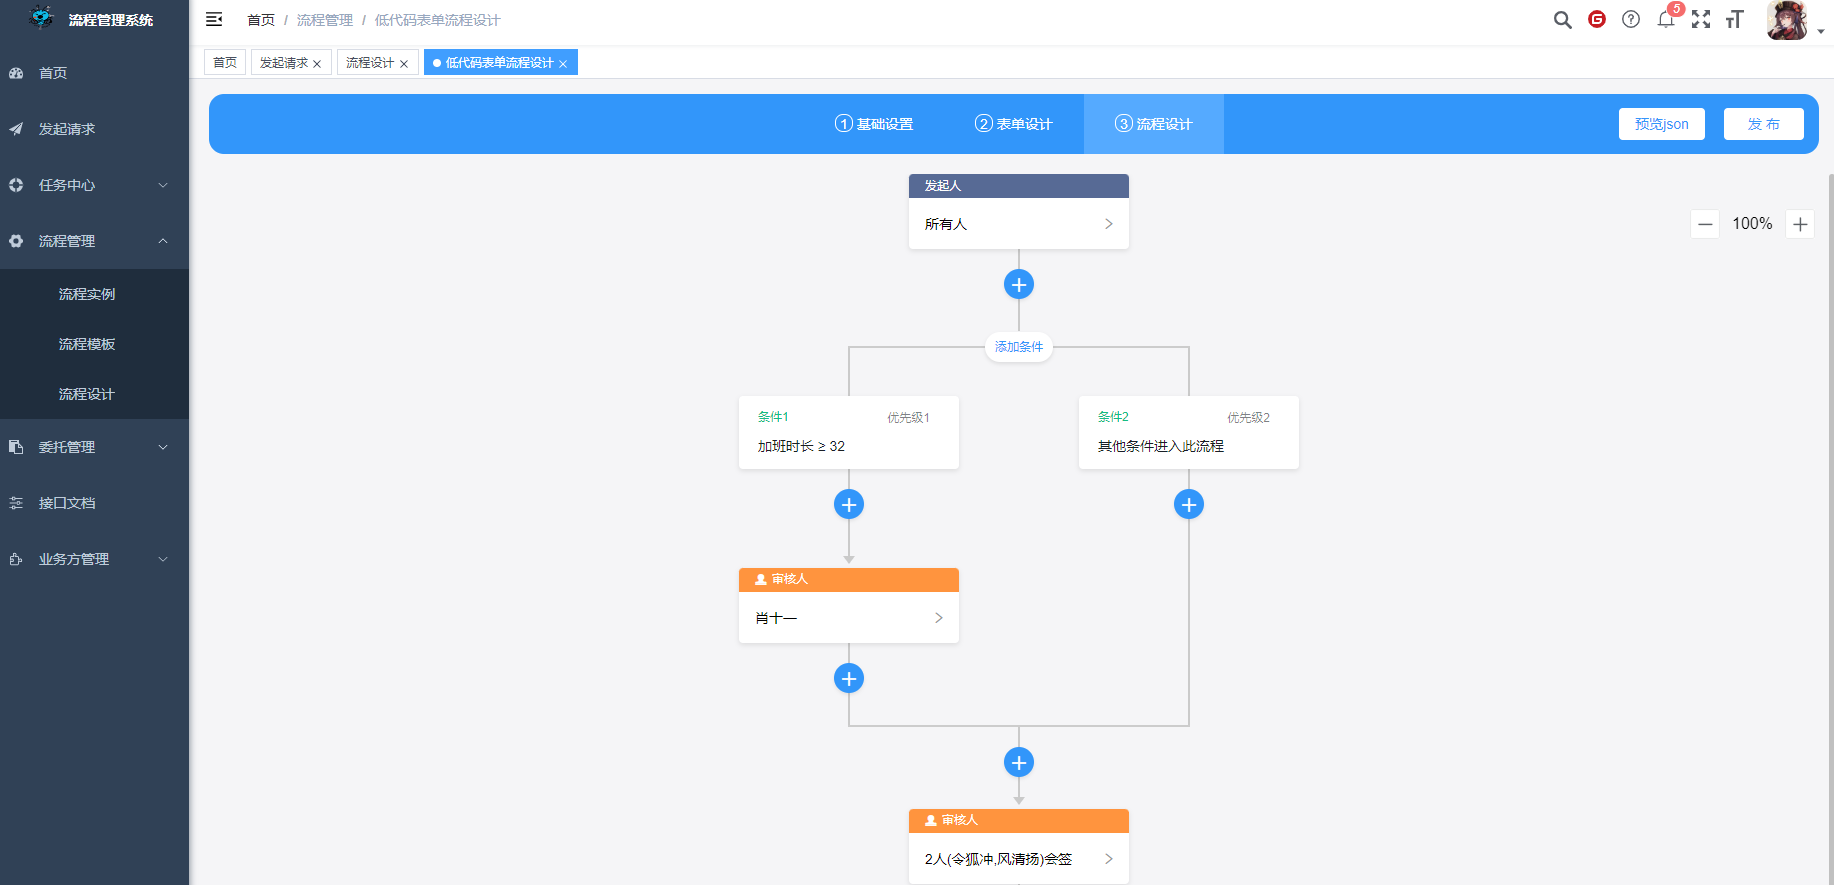 流程管理系统
首页
发起请求
任务中心
流程管理
流程实例
流程模板
流程设计
委托管理
接口文档
业务方管理
首页 / 流程管理 / 低代码表单流程设计
5
首页
发起请求
流程设计
低代码表单流程设计
1 基础设置
2 表单设计
3 流程设计
预览json
发 布
100%
发起人
所有人
添加条件
条件1 优先级1
加班时长 ≥ 32
条件2 优先级2
其他条件进入此流程
审核人
肖十一
审核人
2人(令狐冲,风清扬)会签